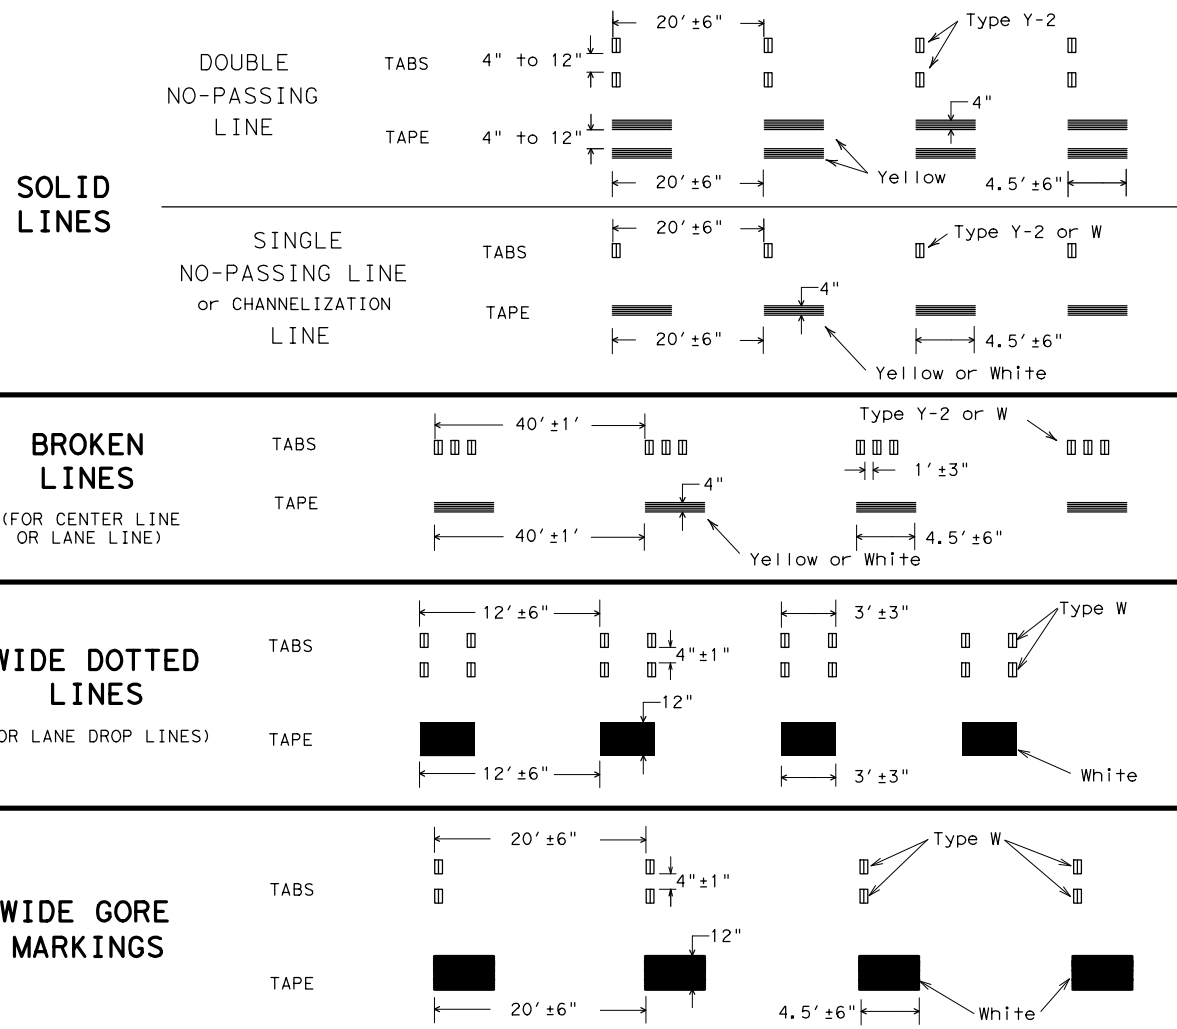 SOLID
LINES
DOUBLE
NO-PASSING
LINE
TABS
4" to 12"
20'±6"
Type Y-2
TAPE
4" to 12"
4"
Yellow
20'±6"
4.5'±6"
SINGLE
NO-PASSING LINE
or CHANNELIZATION
LINE
TABS
20'±6"
Type Y-2 or W
TAPE
4"
20'±6"
4.5'±6"
Yellow or White
BROKEN
LINES
(FOR CENTER LINE
OR LANE LINE)
TABS
40'±1'
Type Y-2 or W
1'±3"
TAPE
4"
40'±1'
4.5'±6"
Yellow or White
WIDE DOTTED
LINES
OR LANE DROP LINES)
TABS
12'±6"
3'±3"
Type W
4"±1"
TAPE
12"
12'±6"
3'±3"
White
WIDE GORE
MARKINGS
TABS
20'±6"
Type W
4"±1"
TAPE
12"
20'±6"
4.5'±6"
White